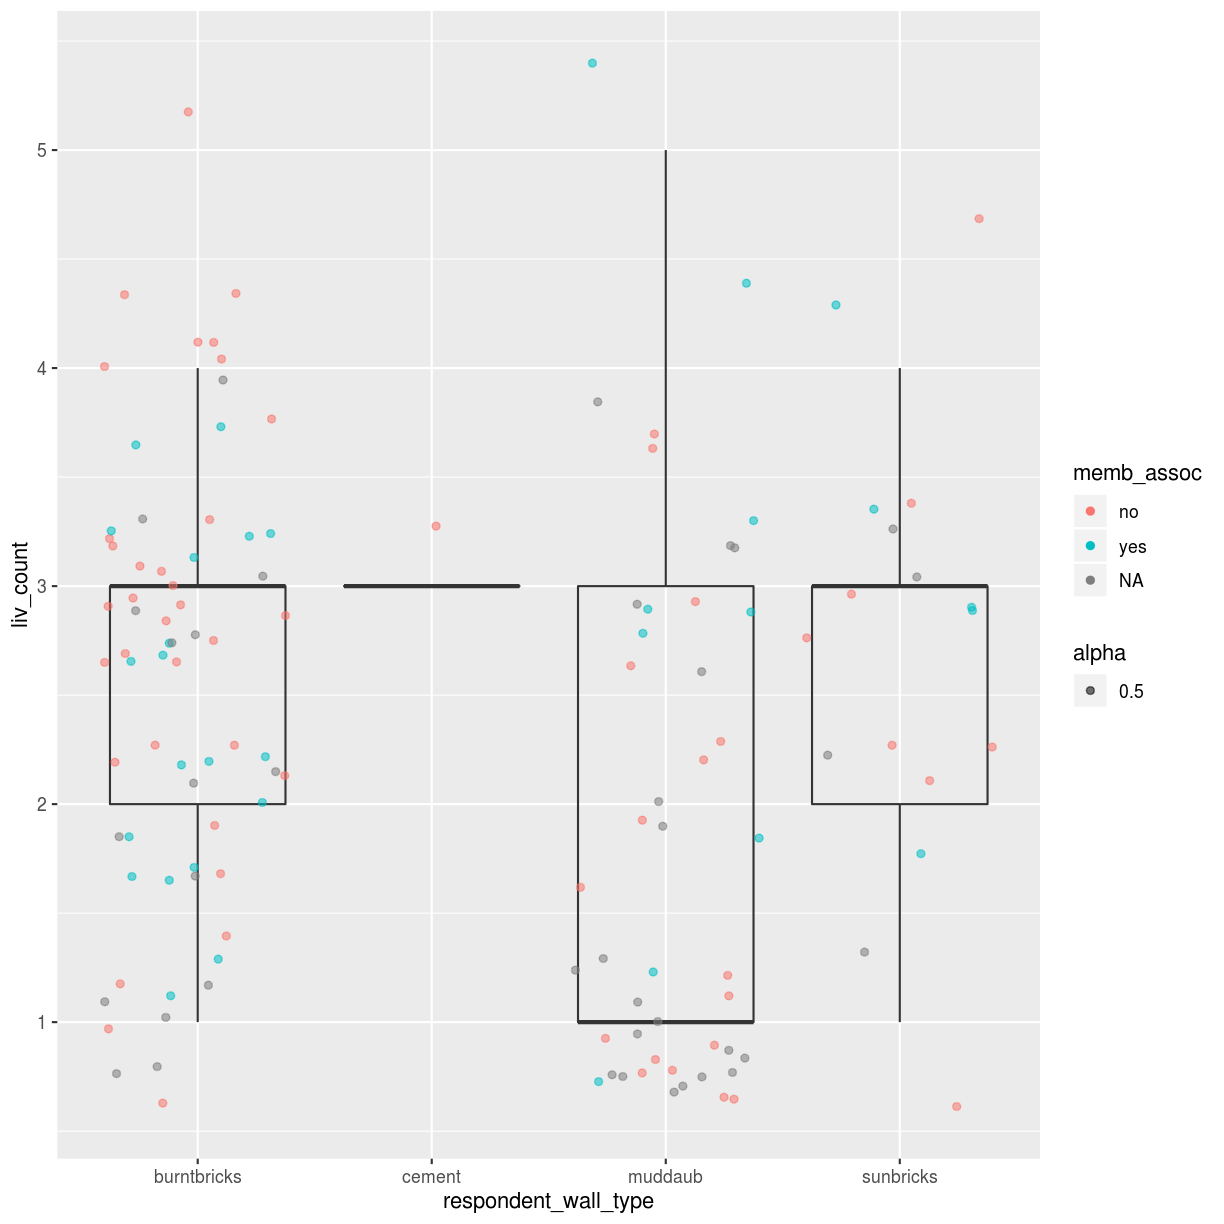 liv_count
5
4
3
2
1
burntbricks cement muddaub sunbricks
respondent_wall_type
memb_assoc
no
yes
NA
alpha
0.5